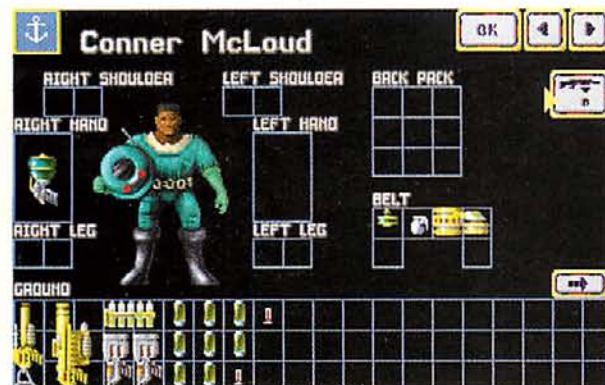 Conner McLoud
OK
RIGHT SHOULDER
LEFT SHOULDER
BACK PACK
RIGHT HAND
LEFT HAND
BELT
RIGHT LEG
LEFT LEG
GROUND